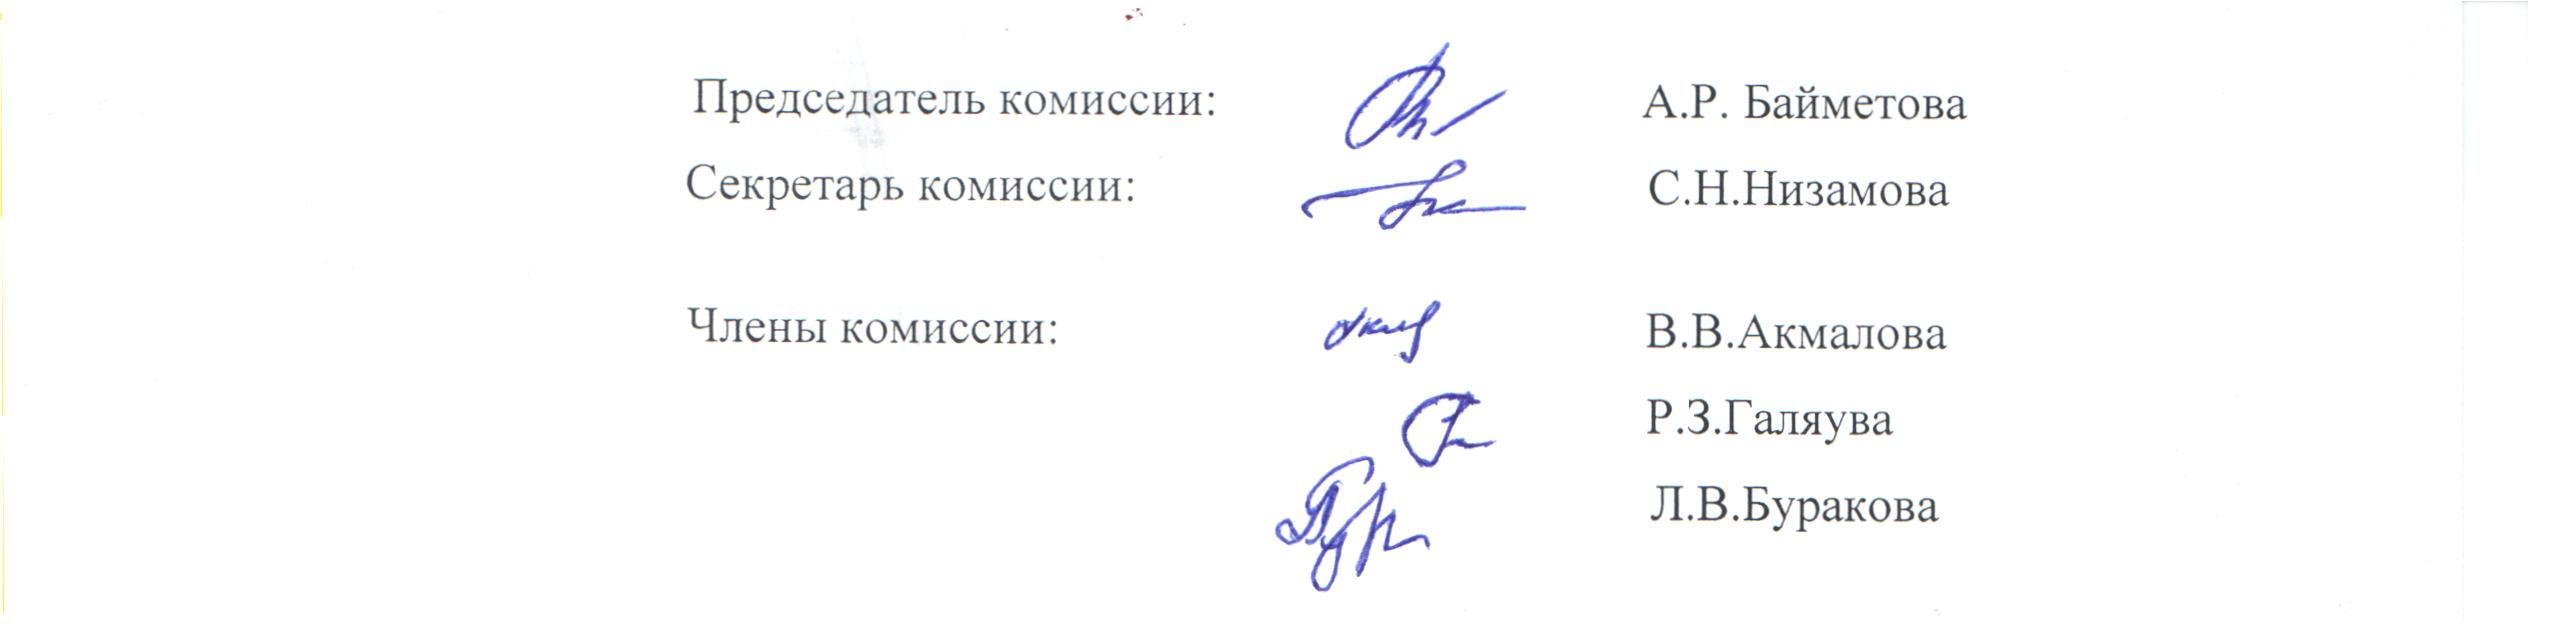 Председатель комиссии: А.Р. Байметова
Секретарь комиссии: С.Н.Низамова
Члены комиссии: В.В.Акмалова
Р.З.Галяува
Л.В.Буракова